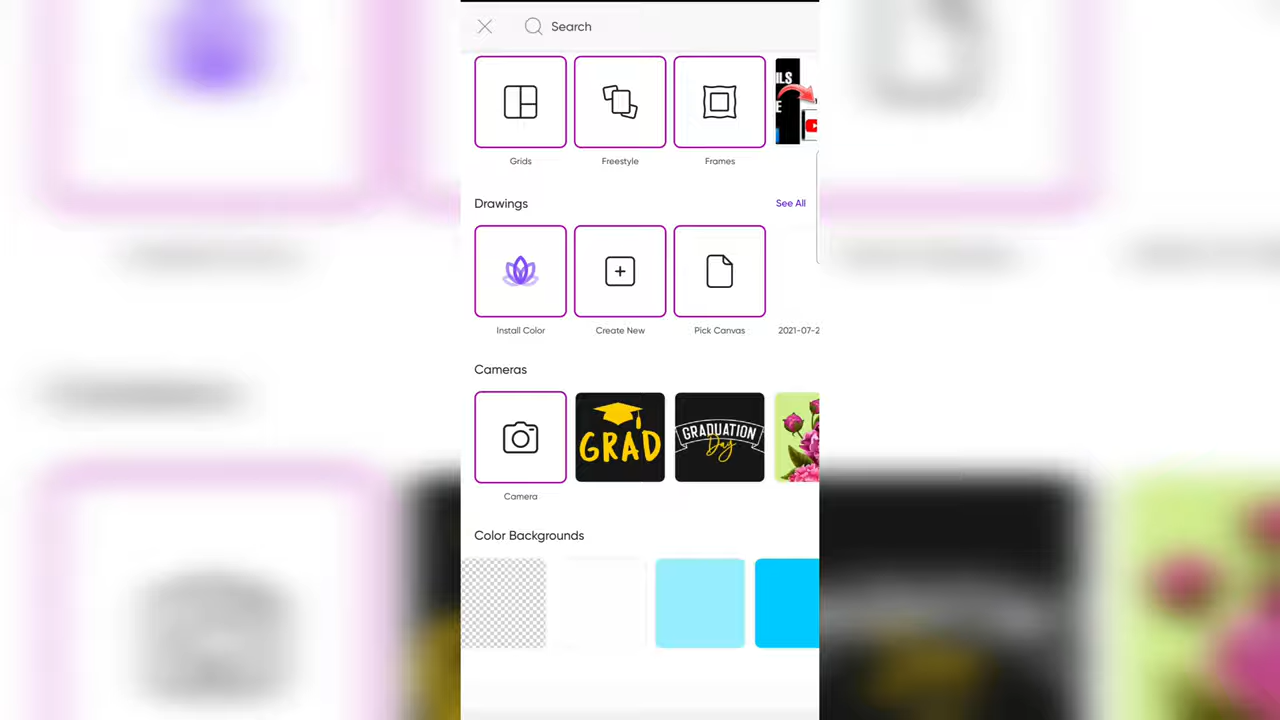 Search
ILS
E
Grids
Freestyle
Frames
Drawings
See All
Install Color
Create New
Pick Canvas
2021-07-2
Cameras
GRAD
GRADUATION
Day
Camera
Color Backgrounds